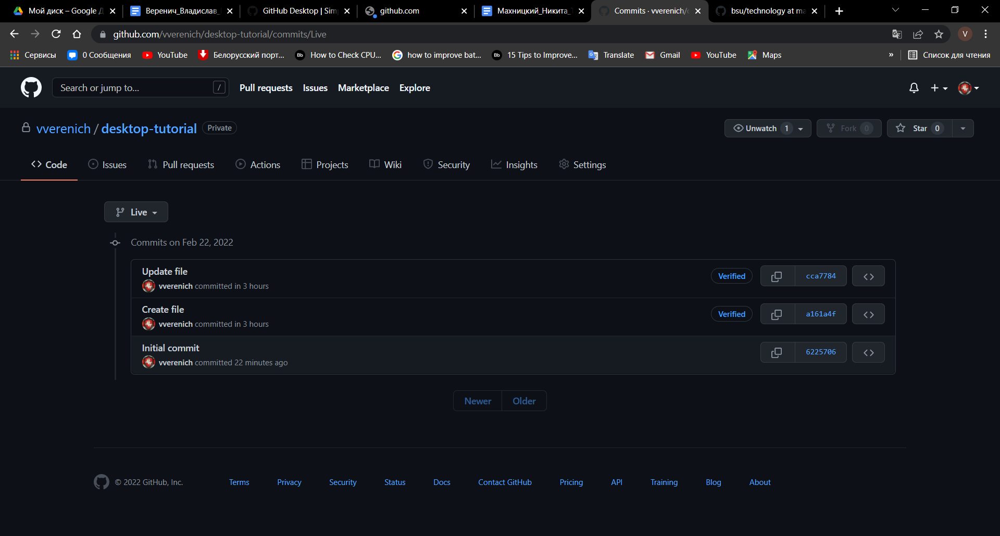 Мой диск – Google Д
Веренич_Владислав_
GitHub Desktop | Sim
github.com
Махницкий_Никита_Т
Commits · vverenich/d
bsu/technology at ma
github.com/vverenich/desktop-tutorial/commits/Live
V
Сервисы
0 Сообщения
YouTube
Белорусский порт...
Bb How to Check CPU...
how to improve bat...
Bb 15 Tips to Improve...
Translate
Gmail
YouTube
Maps
»
Список для чтения
Search or jump to...
/
Pull requests
Issues
Marketplace
Explore
vverenich / desktop-tutorial
Private
Unwatch 1
Fork 0
Star 0
Code
Issues
Pull requests
Actions
Projects
Wiki
Security
Insights
Settings
Live
Commits on Feb 22, 2022
Update file
vverenich committed in 3 hours
Verified
cca7784
Create file
vverenich committed in 3 hours
Verified
a161a4f
Initial commit
vverenich committed 22 minutes ago
6225706
Newer
Older
© 2022 GitHub, Inc.
Terms
Privacy
Security
Status
Docs
Contact GitHub
Pricing
API
Training
Blog
About